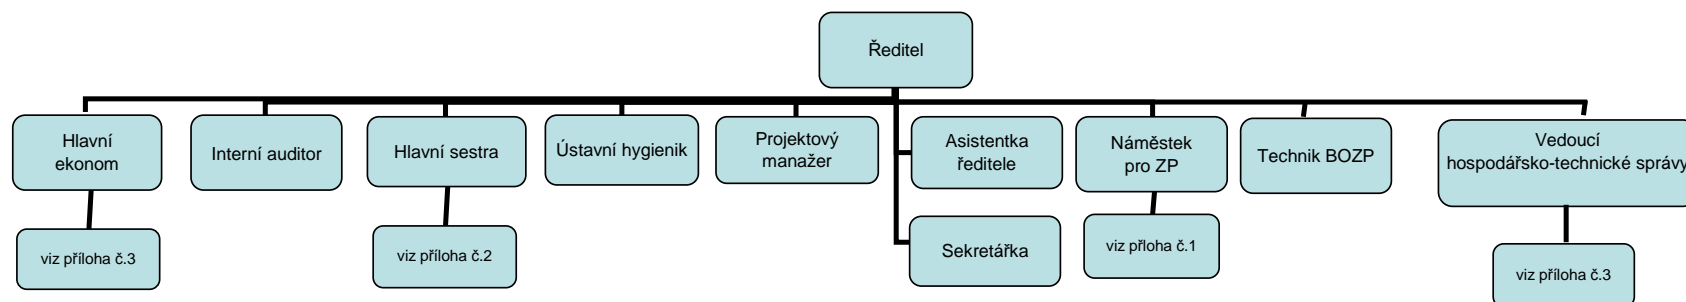 Ředitel
Hlavní
ekonom
Interní auditor
Hlavní sestra
Ústavní hygienik
Projektový
manažer
Asistentka
ředitele
Náměstek
pro ZP
Technik BOZP
Vedoucí
hospodářsko-technické správy
viz příloha č.3
viz příloha č.2
Sekretářka
viz přloha č.1
viz příloha č.3